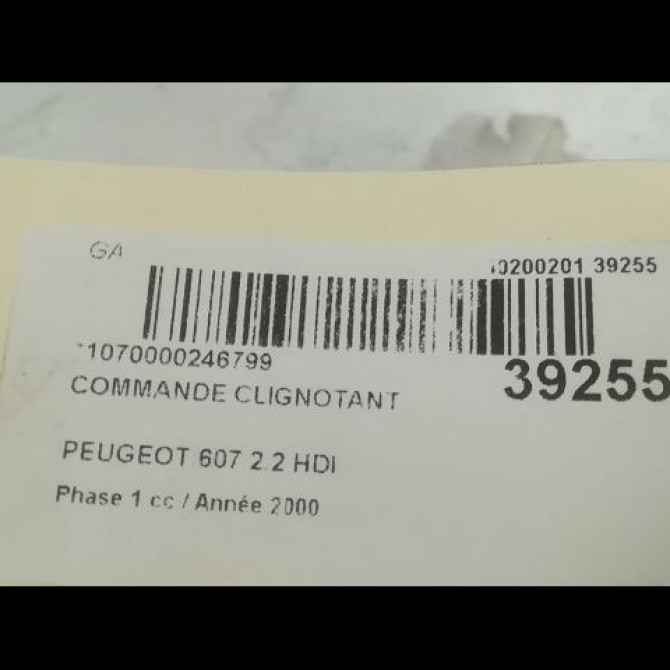 GA
0200201 39255
*1070000246799
39255
COMMANDE CLIGNOTANT
PEUGEOT 607 2.2 HDI
Phase 1 cc / Année 2000